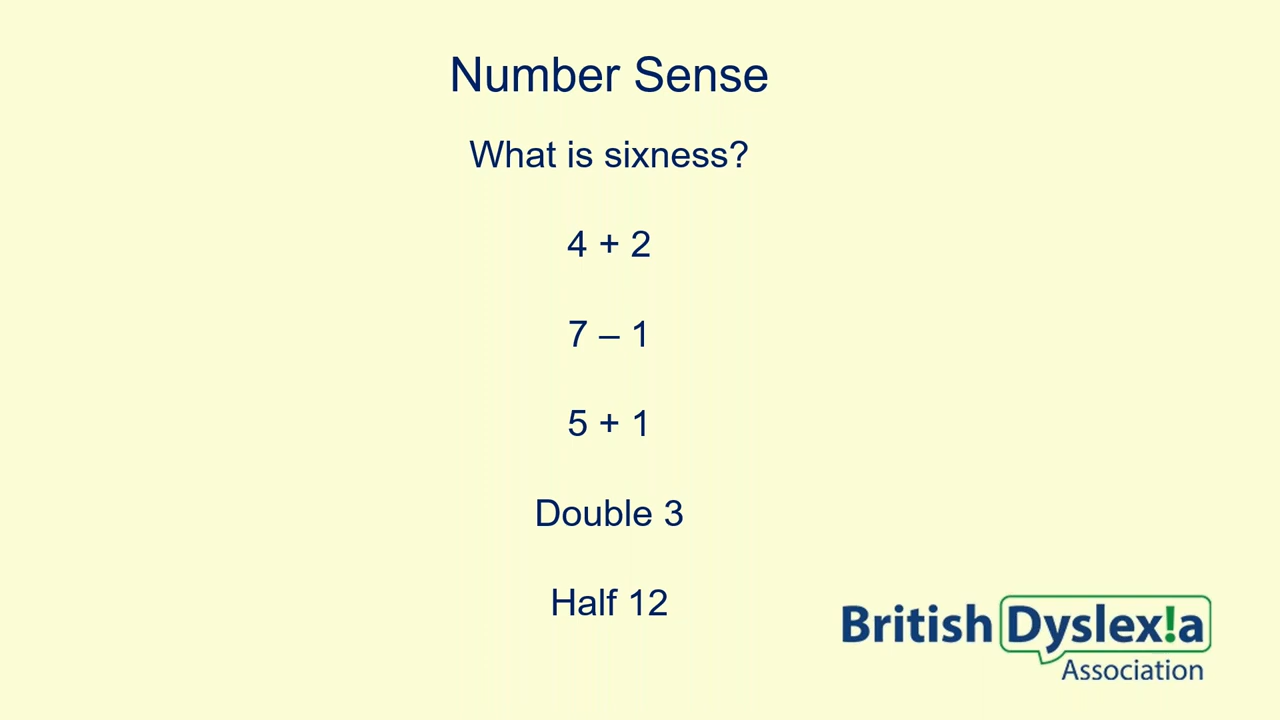 Number Sense
What is sixness?
4 + 2
7 – 1
5 + 1
Double 3
Half 12
British Dyslex!a
Association